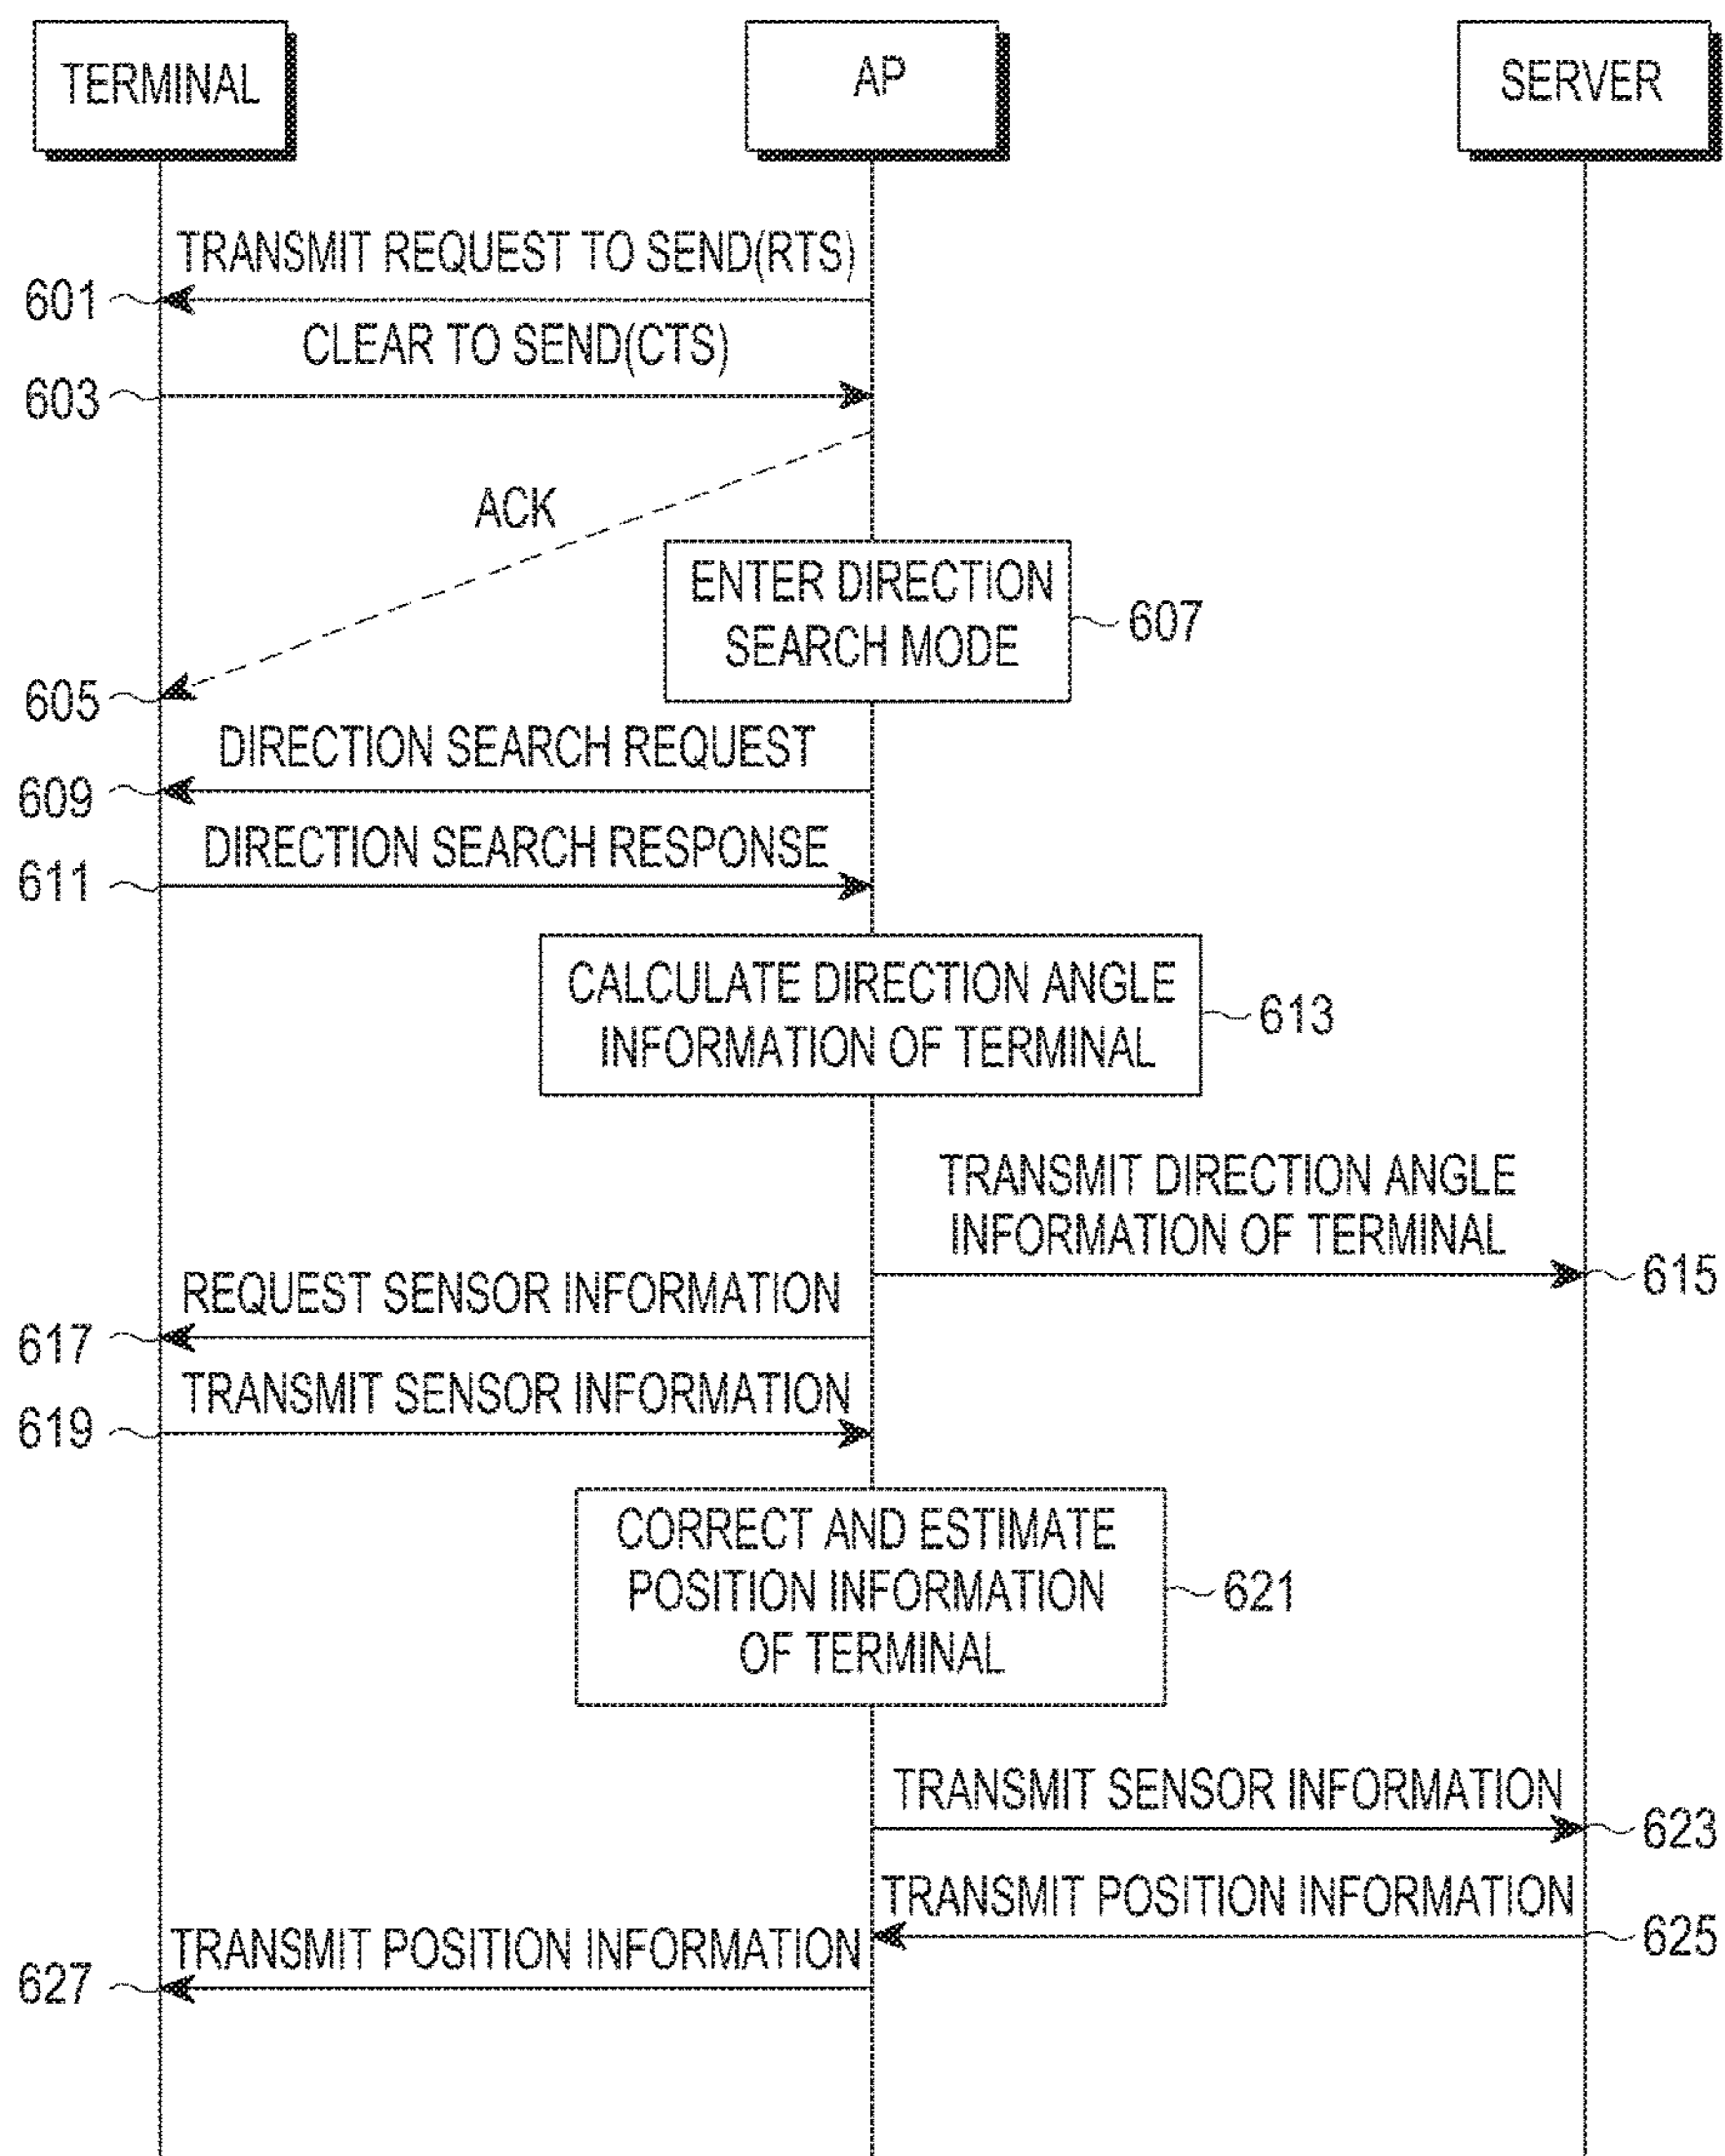 TERMINAL
AP
SERVER
TRANSMIT REQUEST TO SEND(RTS)
601
CLEAR TO SEND(CTS)
603
ACK
ENTER DIRECTION
SEARCH MODE
607
605
DIRECTION SEARCH REQUEST
609
DIRECTION SEARCH RESPONSE
611
CALCULATE DIRECTION ANGLE
INFORMATION OF TERMINAL
613
TRANSMIT DIRECTION ANGLE
INFORMATION OF TERMINAL
615
REQUEST SENSOR INFORMATION
617
TRANSMIT SENSOR INFORMATION
619
CORRECT AND ESTIMATE
POSITION INFORMATION
OF TERMINAL
621
TRANSMIT SENSOR INFORMATION
623
TRANSMIT POSITION INFORMATION
625
TRANSMIT POSITION INFORMATION
627